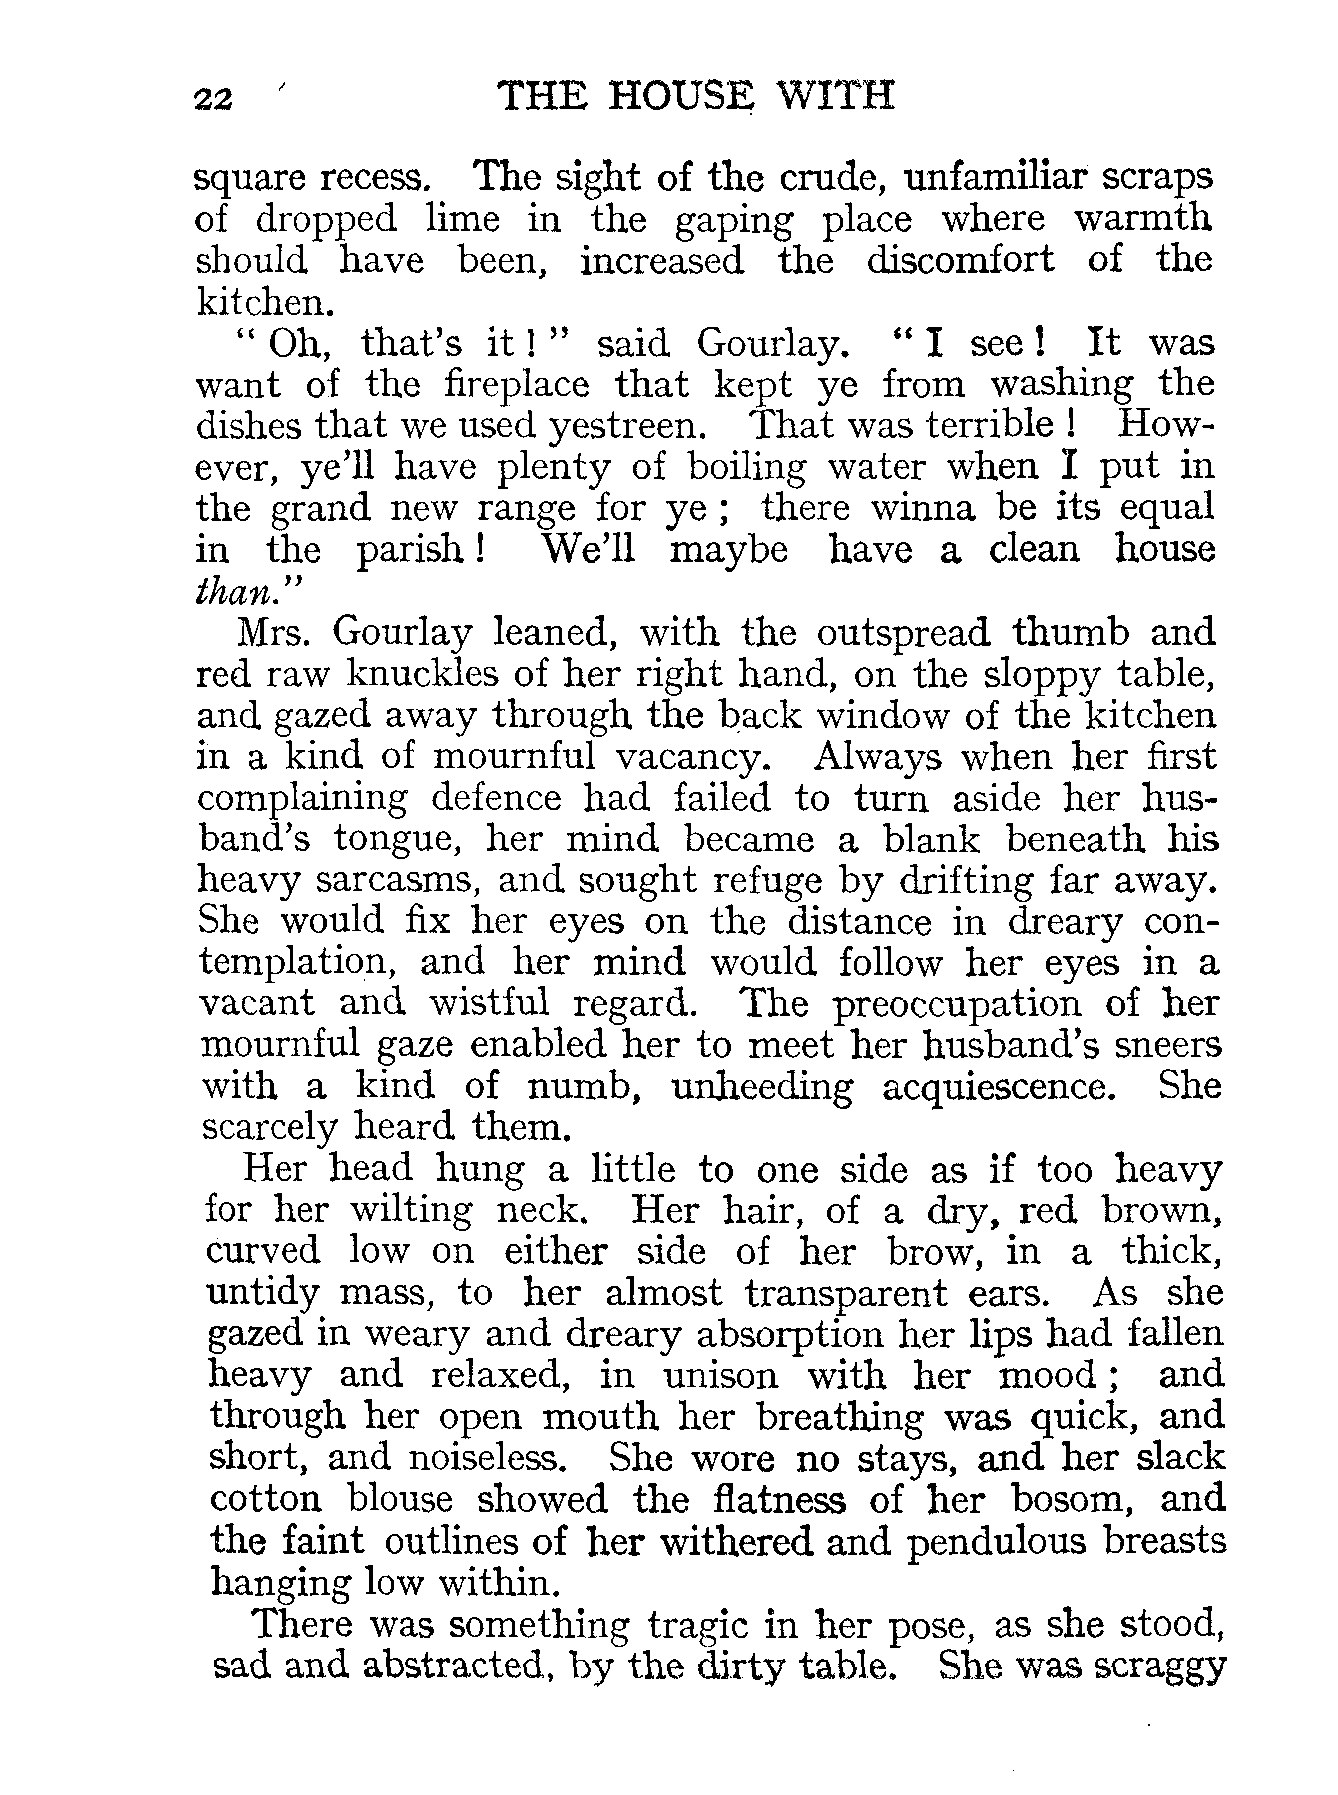 22 THE HOUSE WITH
square recess. The sight of the crude, unfamiliar scraps
of dropped lime in the gaping place where warmth
should have been, increased the discomfort of the
kitchen.
“ Oh, that’s it ! ” said Gourlay. “ I see ! It was
want of the fireplace that kept ye from washing the
dishes that we used yestreen. That was terrible ! How-
ever, ye’ll have plenty of boiling water when I put in
the grand new range for ye ; there winna be its equal
in the parish ! We’ll maybe have a clean house
than.”
Mrs. Gourlay leaned, with the outspread thumb and
red raw knuckles of her right hand, on the sloppy table,
and gazed away through the back window of the kitchen
in a kind of mournful vacancy. Always when her first
complaining defence had failed to turn aside her hus-
band’s tongue, her mind became a blank beneath his
heavy sarcasms, and sought refuge by drifting far away.
She would fix her eyes on the distance in dreary con-
templation, and her mind would follow her eyes in a
vacant and wistful regard. The preoccupation of her
mournful gaze enabled her to meet her husband’s sneers
with a kind of numb, unheeding acquiescence. She
scarcely heard them.
Her head hung a little to one side as if too heavy
for her wilting neck. Her hair, of a dry, red brown,
curved low on either side of her brow, in a thick,
untidy mass, to her almost transparent ears. As she
gazed in weary and dreary absorption her lips had fallen
heavy and relaxed, in unison with her mood ; and
through her open mouth her breathing was quick, and
short, and noiseless. She wore no stays, and her slack
cotton blouse showed the flatness of her bosom, and
the faint outlines of her withered and pendulous breasts
hanging low within.
There was something tragic in her pose, as she stood,
sad and abstracted, by the dirty table. She was scraggy